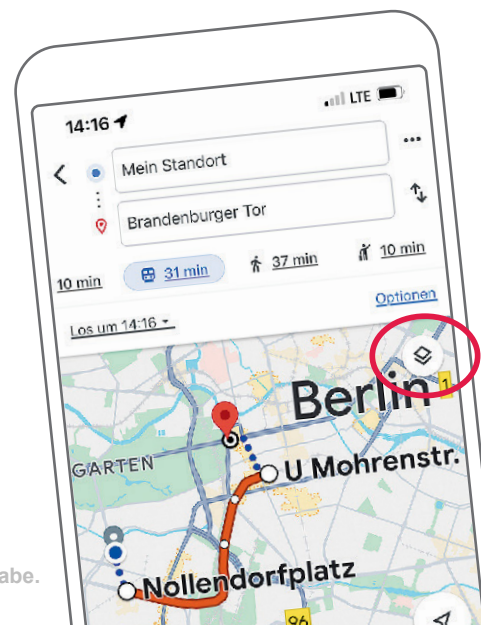 14:16
LTE
Mein Standort
Brandenburger Tor
10 min
31 min
37 min
10 min
Los um 14:16
Optionen
Berlin
1
GARTEN
U Mohrenstr.
abe.
Nollendorfplatz
96